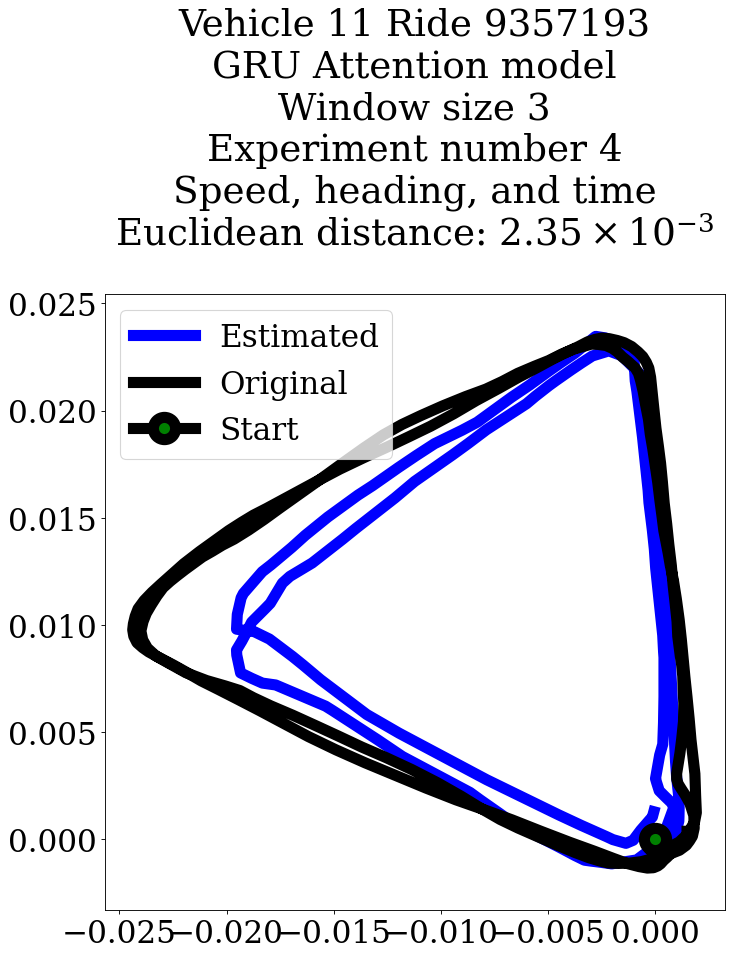 Vehicle 11 Ride 9357193
GRU Attention model
Window size 3
Experiment number 4
Speed, heading, and time
Euclidean distance: 2.35 × 10⁻³
Estimated
Original
Start
0.025
0.020
0.015
0.010
0.005
0.000
−0.025 −0.020 −0.015 −0.010 −0.005 0.000